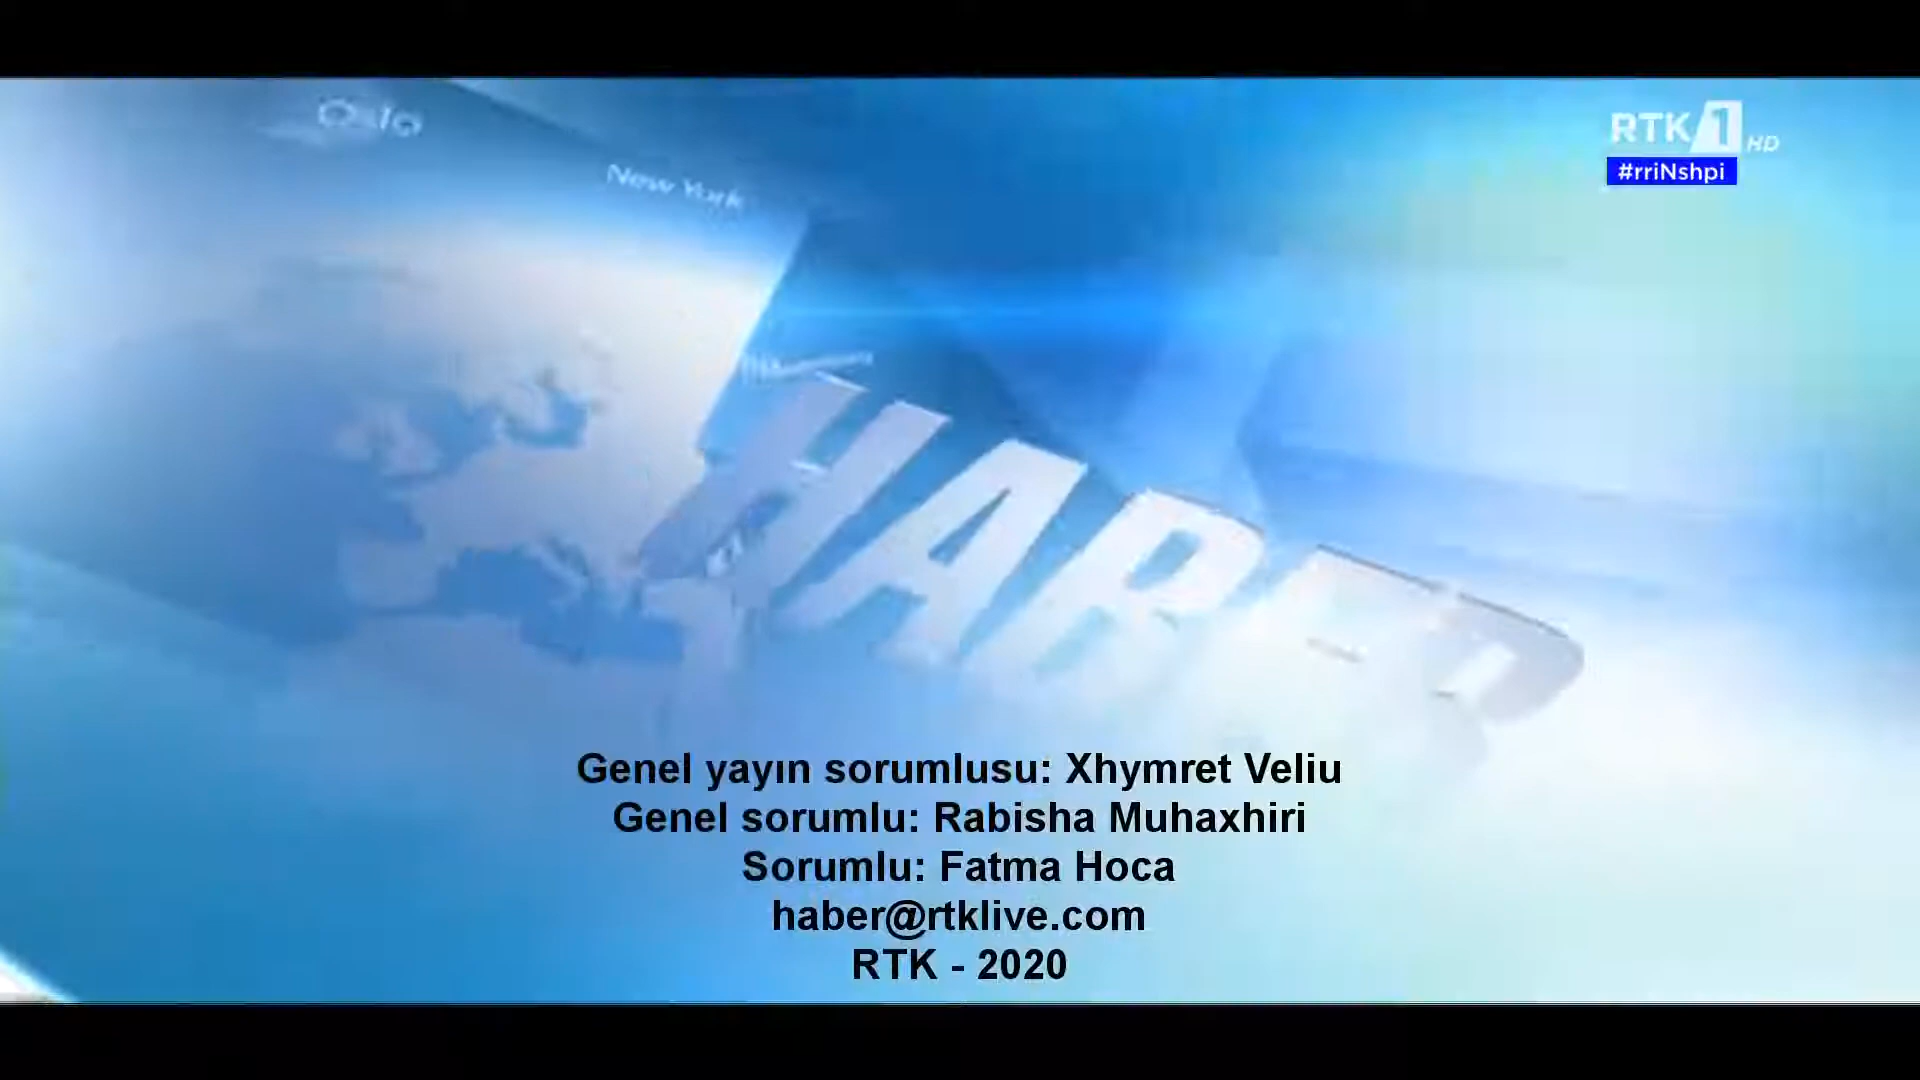 Oslo
RTK 1 HD
New York
#rriNshpi
HABER
Genel yayın sorumlusu: Xhymret Veliu
Genel sorumlu: Rabisha Muhaxhiri
Sorumlu: Fatma Hoca
haber@rtklive.com
RTK - 2020